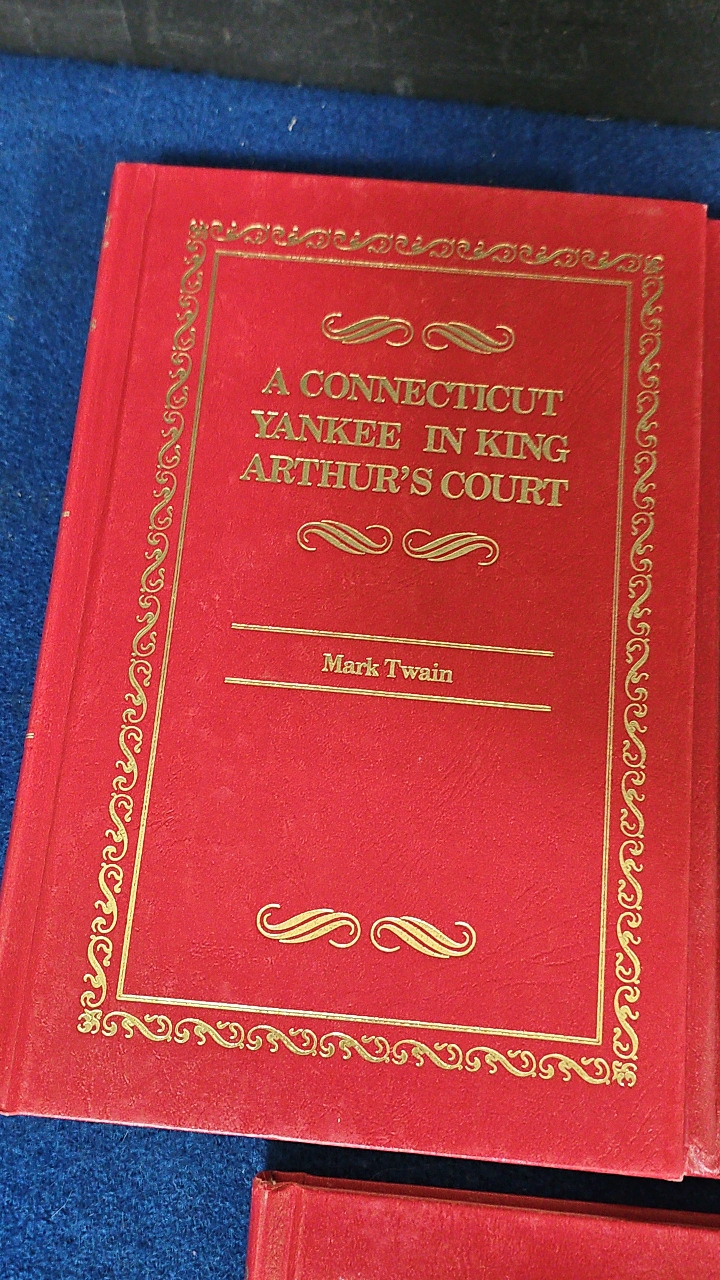 A CONNECTICUT
YANKEE IN KING
ARTHUR'S COURT
Mark Twain